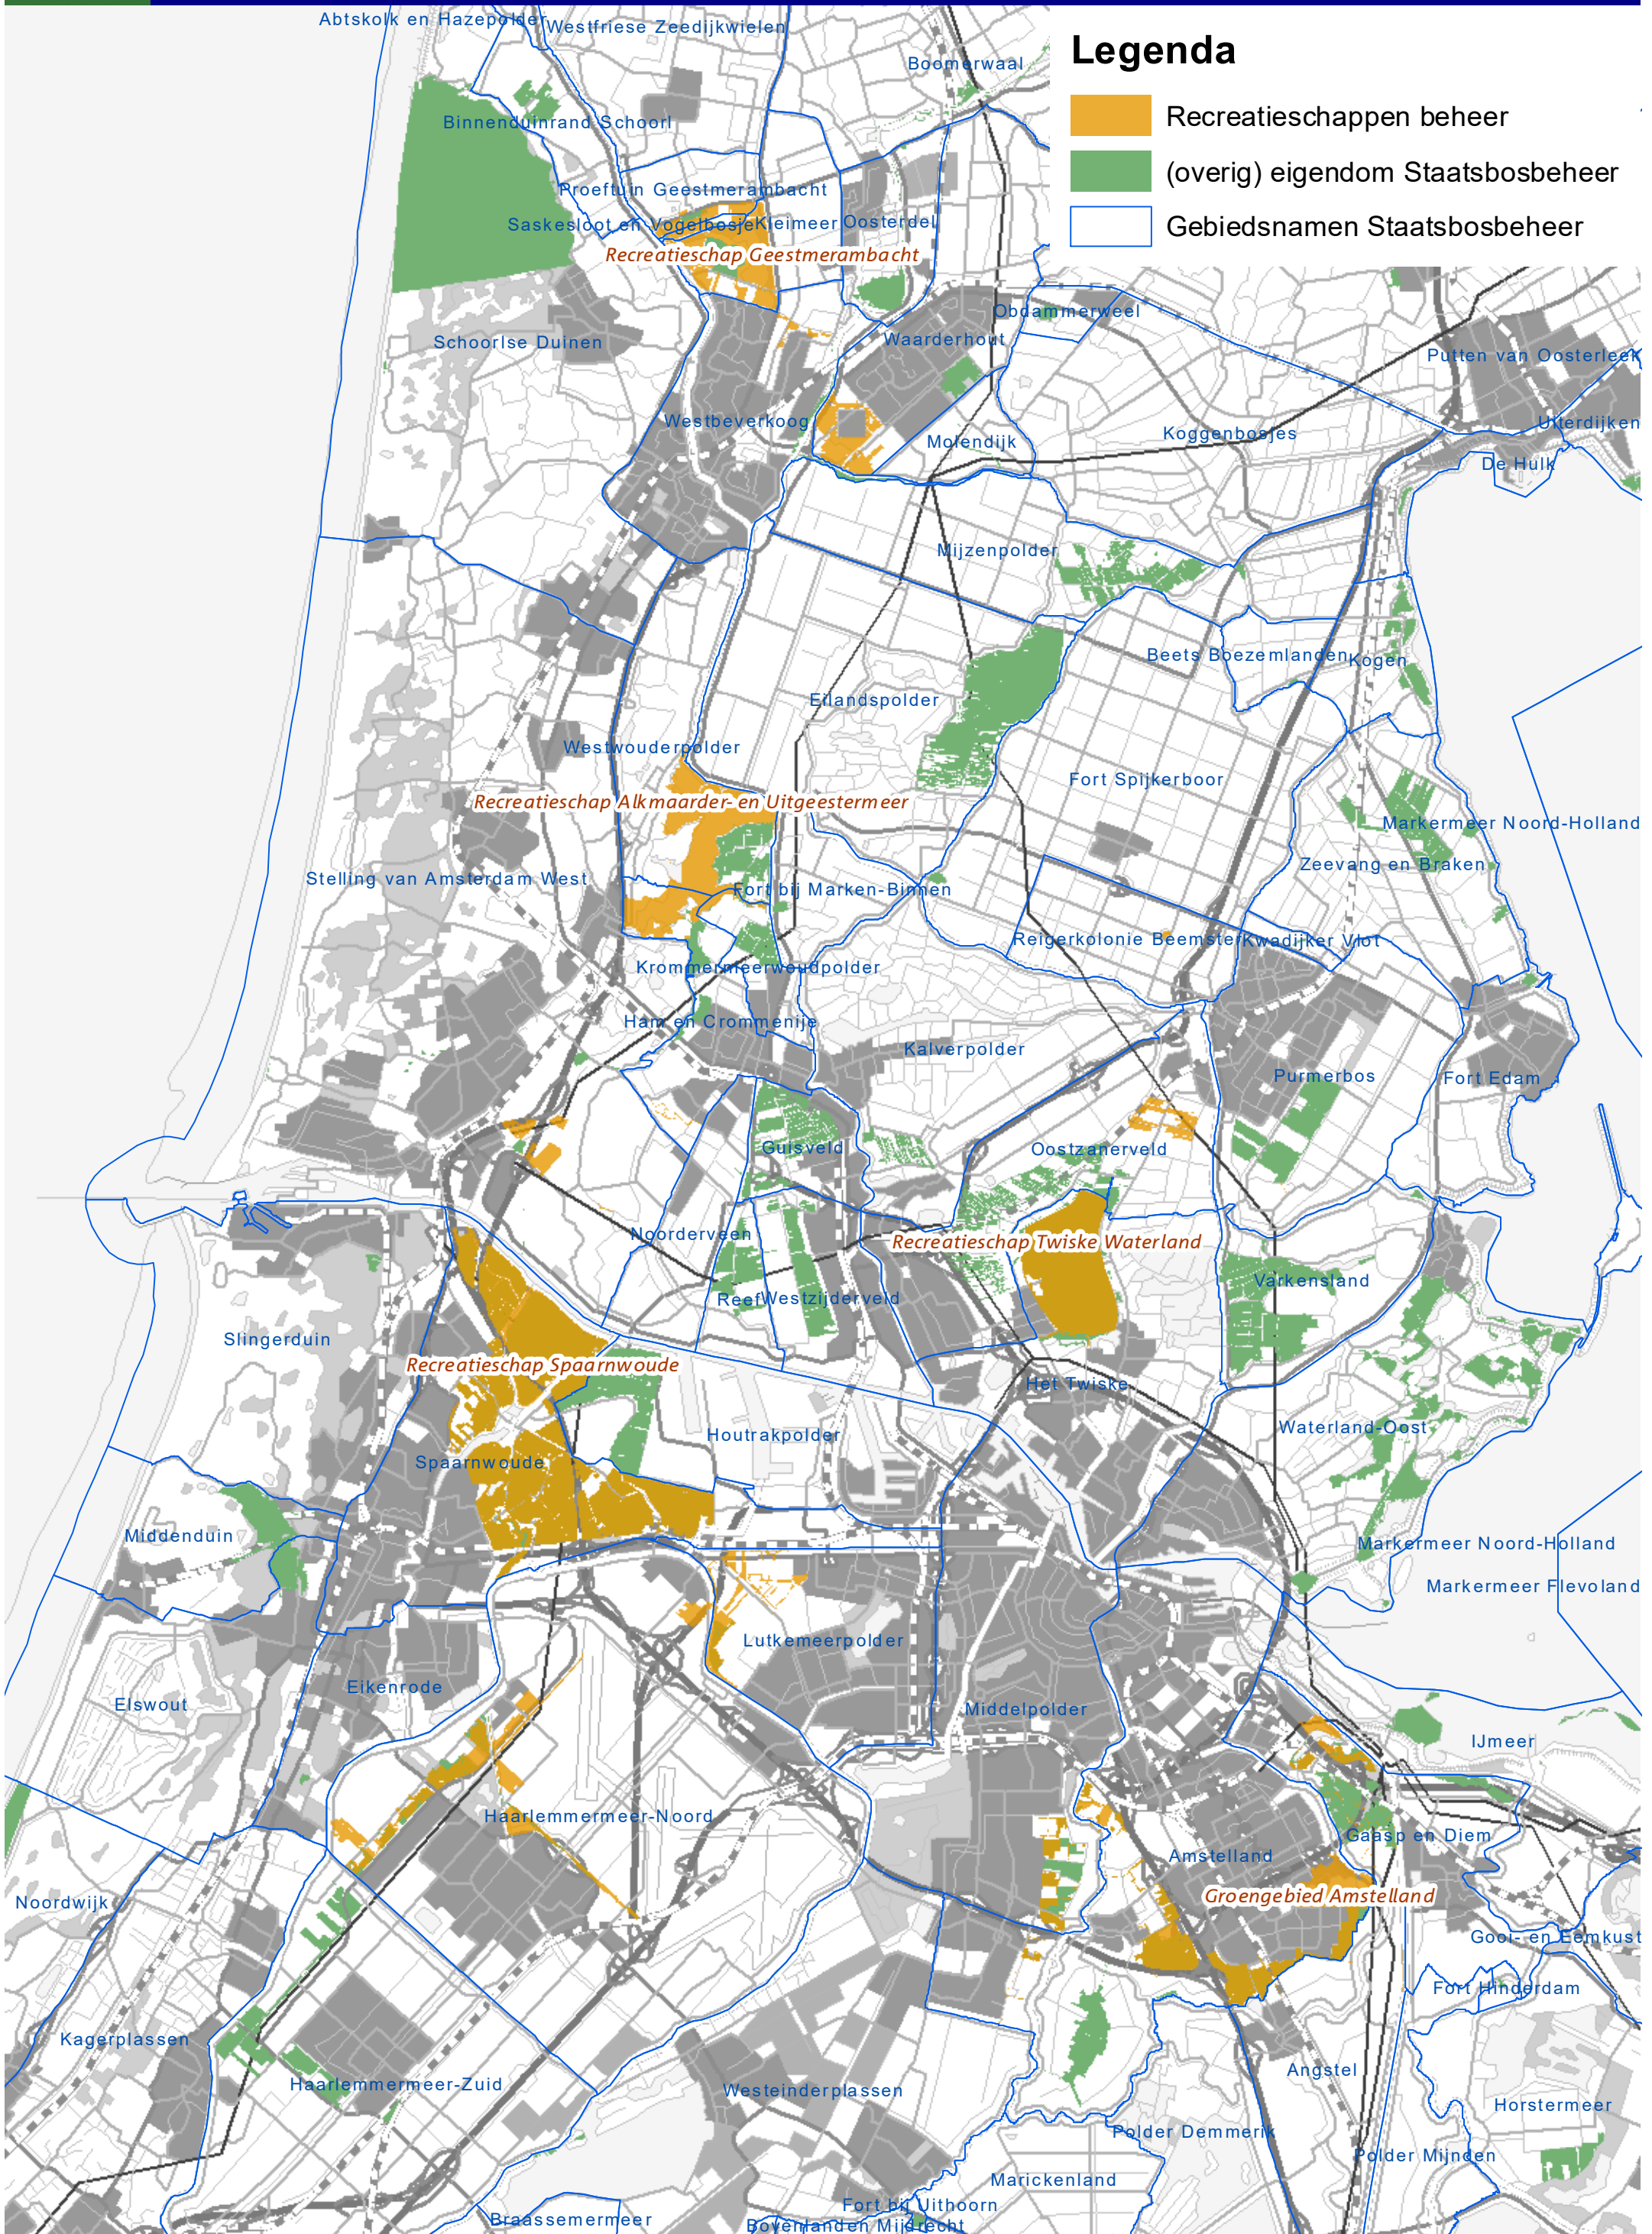 Abtskolk en Hazepolder
Westfriese Zeedijkwielen
Boomerwaal
Legenda
Recreatieschappen beheer
(overig) eigendom Staatsbosbeheer
Gebiedsnamen Staatsbosbeheer
Binnenduinrand Schoorl
Proeftuin Geestmerambacht
Saskesloot en Vogelbosje
Kleimeer
Oosterdel
Recreatieschap Geestmerambacht
Obdammerweel
Schoorlse Duinen
Waarderhout
Putten van Oosterleek
Westbeverkoog
Molendijk
Koggenbosjes
Uiterdijken
De Hulk
Mijzenpolder
Beets Boezemlanden
Kogen
Eilandspolder
Westwouderpolder
Fort Spijkerboor
Recreatieschap Alkmaarder- en Uitgeestermeer
Markermeer Noord-Holland
Zeevang en Braken
Stelling van Amsterdam West
Fort bij Marken-Binnen
Reigerkolonie Beemster
Kwadijker Vlot
Krommenieerwoudpolder
Ham en Crommenije
Kalverpolder
Purmerbos
Fort Edam
Guisveld
Oostzanerveld
Noorderveen
Recreatieschap Twiske Waterland
Varkensland
Reef
Westzijderveld
Slingerduin
Recreatieschap Spaarnwoude
Het Twiske
Waterland-Oost
Houtrakpolder
Spaarnwoude
Middenduin
Markermeer Noord-Holland
Markermeer Flevoland
Lutkemeerpolder
Eikenrode
Elswout
Middelpolder
IJmeer
Haarlemmermeer-Noord
Gaasp en Diem
Amstelland
Groengebied Amstelland
Noordwijk
Gooi- en Eemkust
Fort Hinderdam
Kagerplassen
Angstel
Haarlemmermeer-Zuid
Westeinderplassen
Horstermeer
Polder Demmerik
Polder Mijnden
Marickenland
Fort bij Uithoorn
Braassemermeer
Bovenlanden Mijdrecht